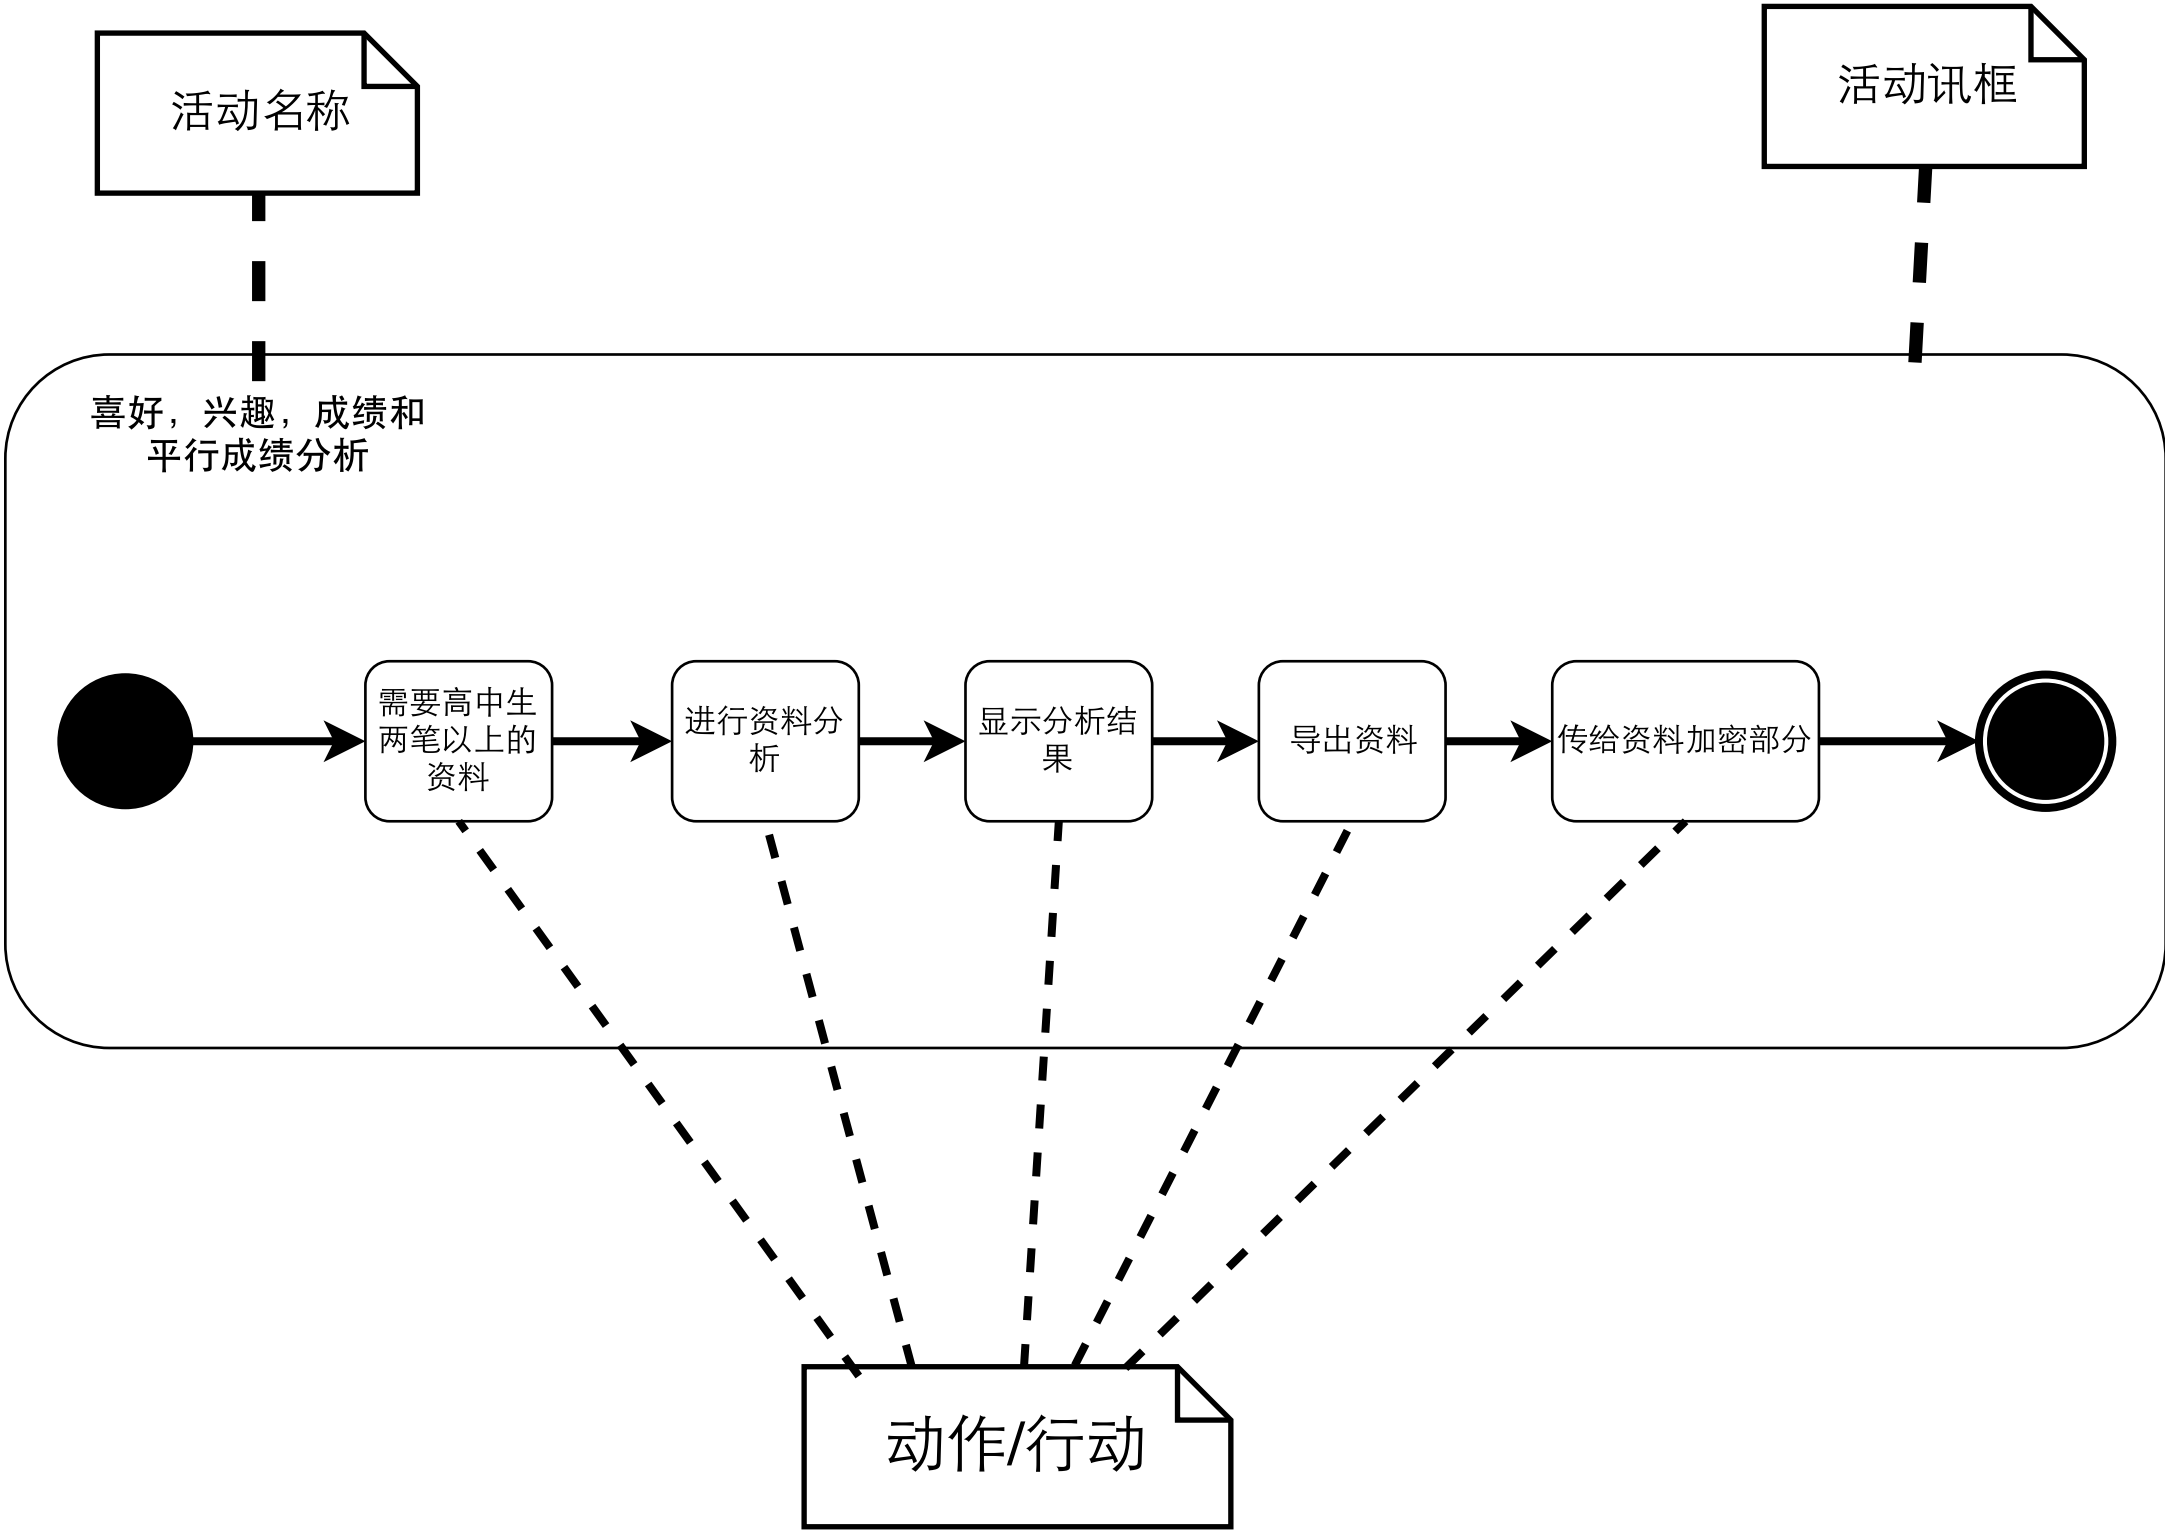 活动名称
活动讯框
喜好，兴趣，成绩和
平行成绩分析
需要高中生
两笔以上的
资料
进行资料分
析
显示分析结
果
导出资料
传给资料加密部分
动作/行动